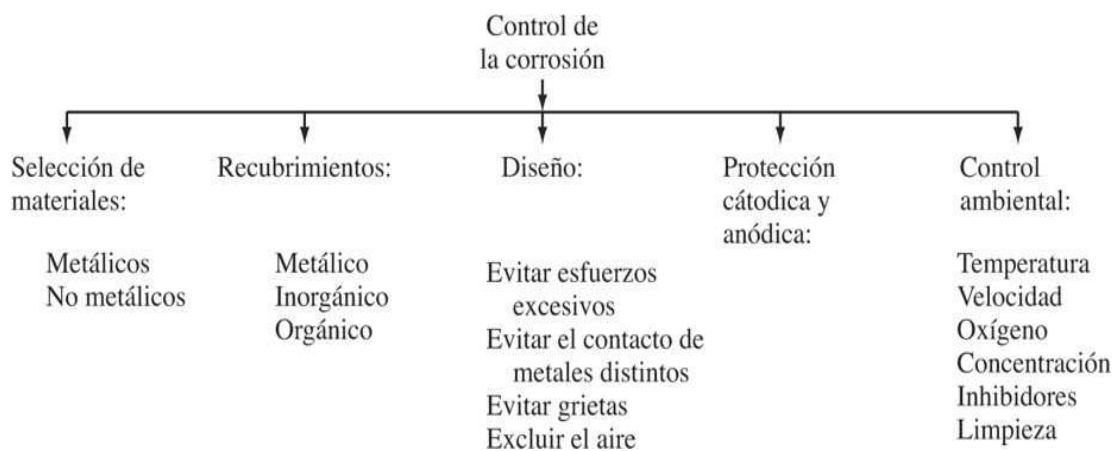 Control de
la corrosión
Selección de
materiales:
Metálicos
No metálicos
Recubrimientos:
Metálico
Inorgánico
Orgánico
Diseño:
Evitar esfuerzos
excesivos
Evitar el contacto de
metales distintos
Evitar grietas
Excluir el aire
Protección
cátodica y
anódica:
Control
ambiental:
Temperatura
Velocidad
Oxígeno
Concentración
Inhibidores
Limpieza